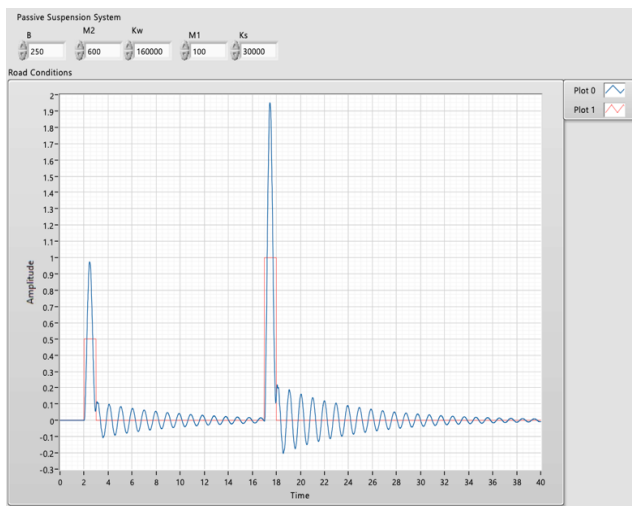 Passive Suspension System
B M2 Kw M1 Ks
250 600 160000 100 30000
Road Conditions
Plot 0
Plot 1
2
1.9
1.8
1.7
1.6
1.5
1.4
1.3
1.2
1.1
1
0.9
0.8
0.7
0.6
0.5
0.4
0.3
0.2
0.1
0
-0.1
-0.2
-0.3
Amplitude
0 2 4 6 8 10 12 14 16 18 20 22 24 26 28 30 32 34 36 38 40
Time